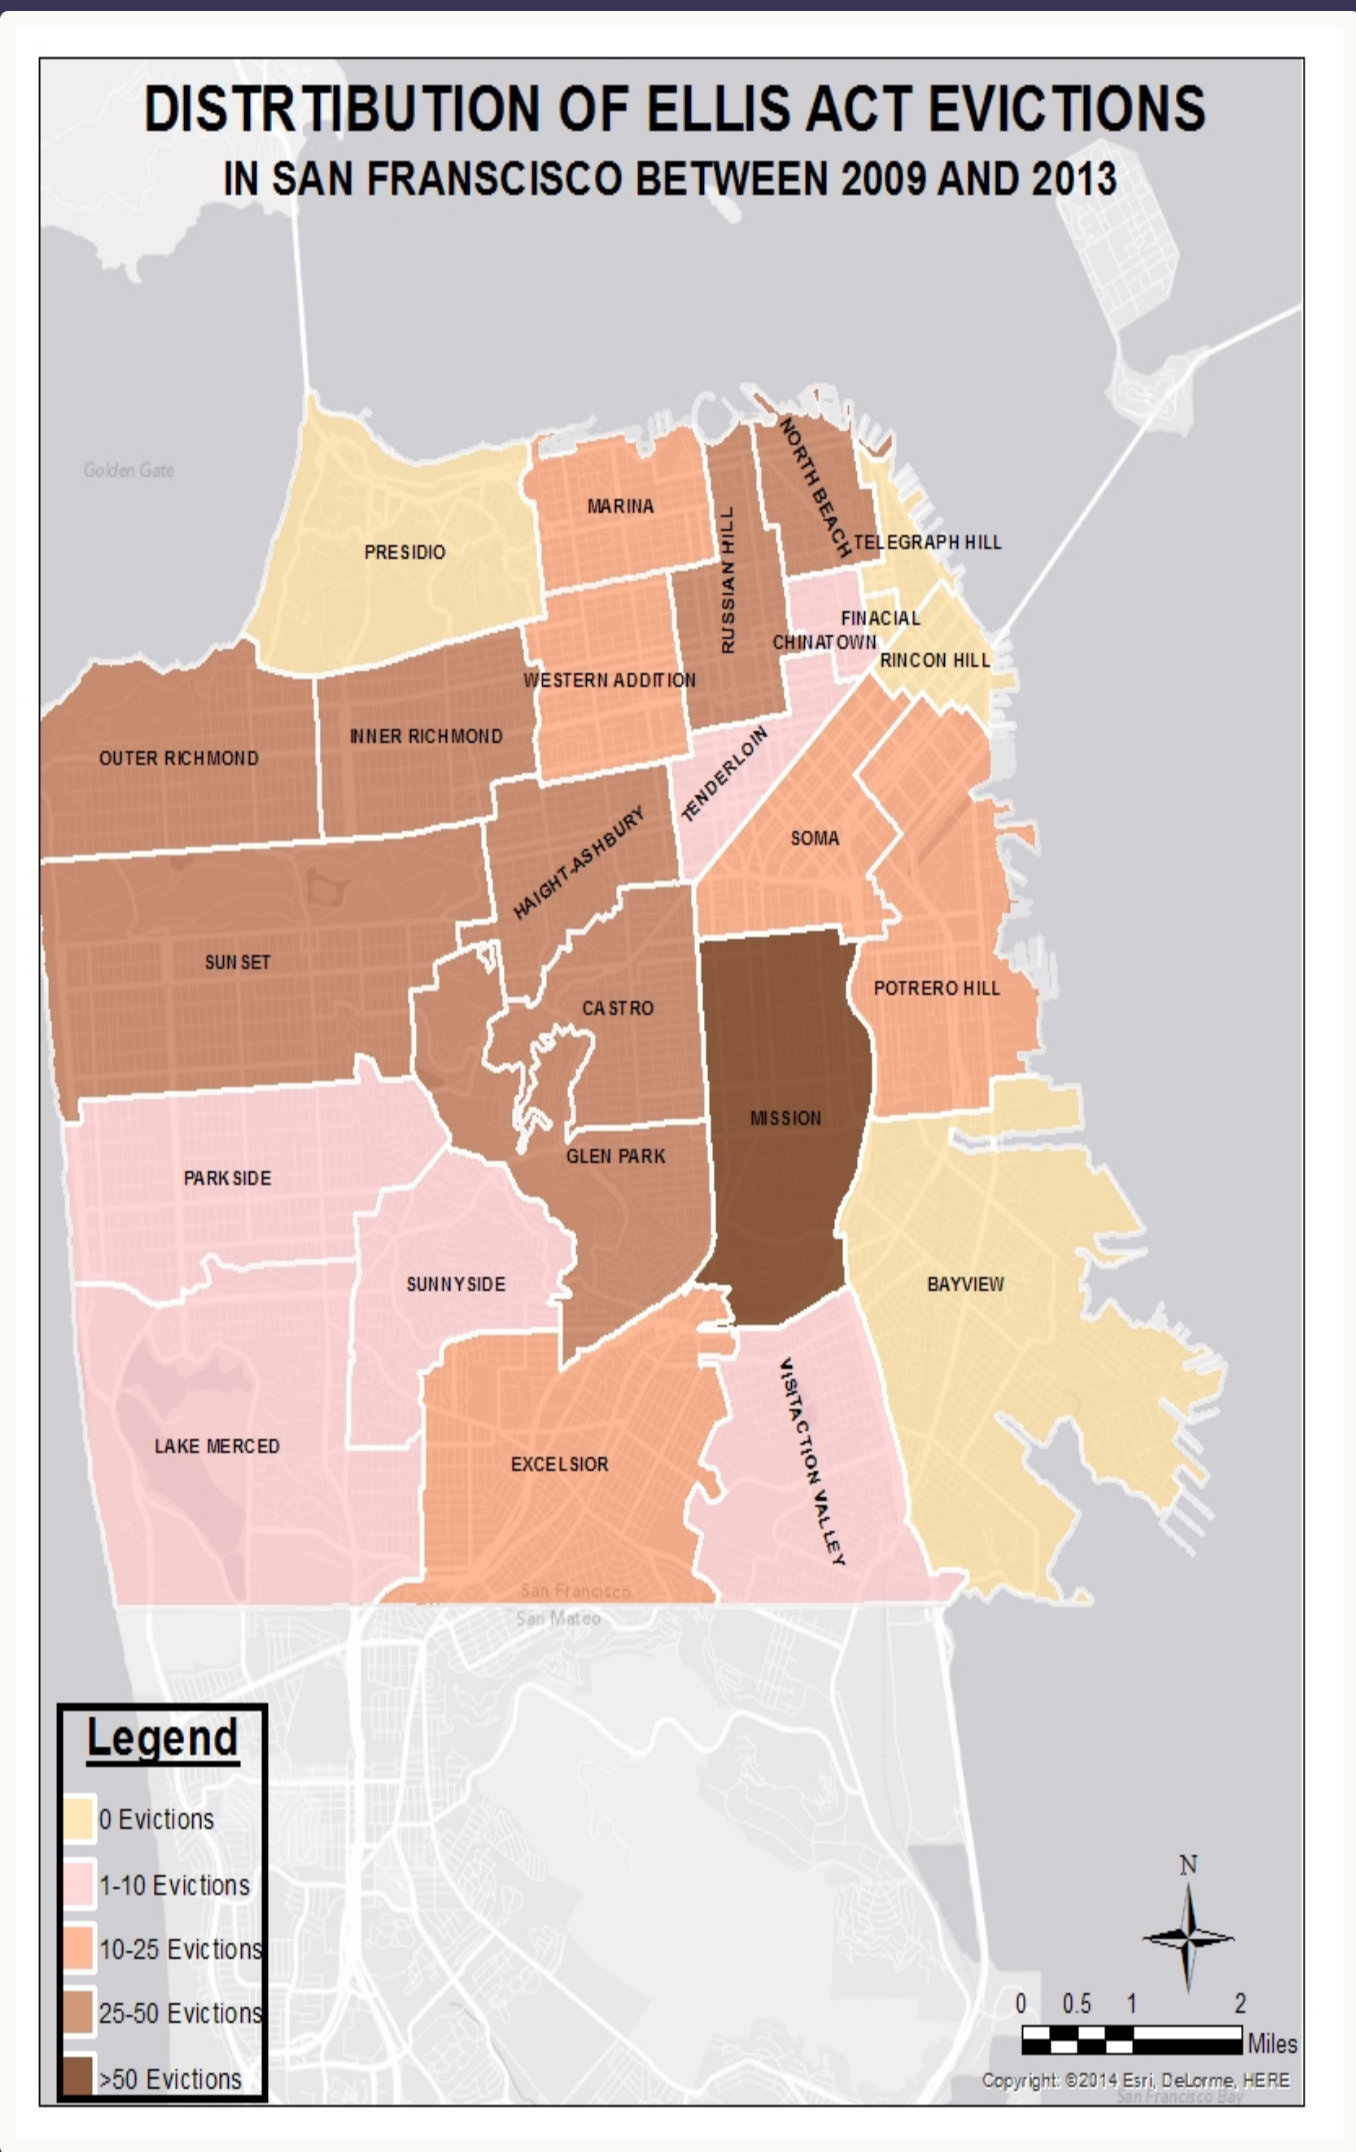 DISTRTIBUTION OF ELLIS ACT EVICTIONS
IN SAN FRANSCISCO BETWEEN 2009 AND 2013
Golden Gate
NORTH BEACH
MARINA
TELEGRAPH HILL
PRESIDIO
RUSSIAN HILL
FINACIAL
CHINATOWN
RINCON HILL
WESTERN ADDITION
INNER RICHMOND
OUTER RICHMOND
TENDERLOIN
SOMA
HAIGHT-ASHBURY
SUNSET
POTRERO HILL
CASTRO
MISSION
GLEN PARK
PARKSIDE
SUNNYSIDE
BAYVIEW
VISITACTION VALLEY
LAKE MERCED
EXCELSIOR
San Francisco
San Mateo
Legend
0 Evictions
1-10 Evictions
10-25 Evictions
25-50 Evictions
>50 Evictions
N
0 0.5 1 2
Miles
Copyright: ©2014 Esri, DeLorme, HERE
San Francisco Bay